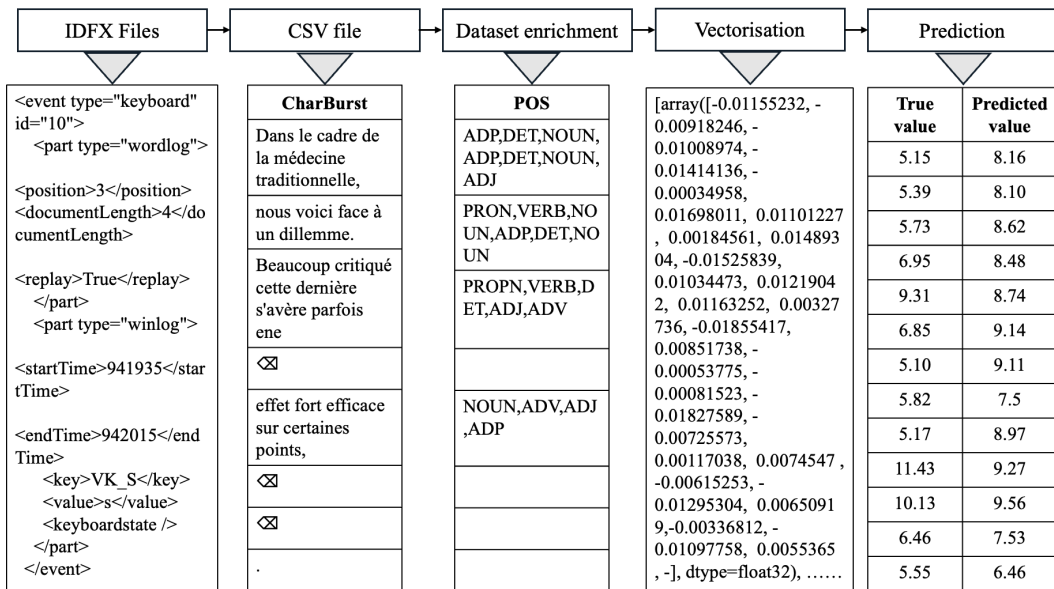 IDFX Files
CSV file
Dataset enrichment
Vectorisation
Prediction
<event type="keyboard"
id="10">
<part type="wordlog">
<position>3</position>
<documentLength>4</do
cumentLength>
<replay>True</replay>
</part>
<part type="winlog">
<startTime>941935</star
tTime>
<endTime>942015</end
Time>
<key>VK_S</key>
<value>s</value>
<keyboardstate />
</part>
</event>
CharBurst
Dans le cadre de
la médecine
traditionnelle,
nous voici face à
un dillemme.
Beaucoup critiqué
cette dernière
s'avère parfois
ene
⌫
effet fort efficace
sur certaines
points,
⌫
⌫
.
POS
ADP,DET,NOUN,
ADP,DET,NOUN,
ADJ
PRON,VERB,NO
UN,ADP,DET,NO
UN
PROPN,VERB,D
ET,ADJ,ADV
NOUN,ADV,ADJ
,ADP
[array([-0.01155232, -
0.00918246, -
0.01008974, -
0.01414136, -
0.00034958,
0.01698011, 0.01101227
, 0.00184561, 0.014893
04, -0.01525839,
0.01034473, 0.0121904
2, 0.01163252, 0.00327
736, -0.01855417,
0.00851738, -
0.00053775, -
0.00081523, -
0.01827589, -
0.00725573,
0.00117038, 0.0074547 ,
-0.00615253, -
0.01295304, 0.0065091
9,-0.00336812, -
0.01097758, 0.0055365
, -], dtype=float32), ……
True value Predicted value
5.15 8.16
5.39 8.10
5.73 8.62
6.95 8.48
9.31 8.74
6.85 9.14
5.10 9.11
5.82 7.5
5.17 8.97
11.43 9.27
10.13 9.56
6.46 7.53
5.55 6.46